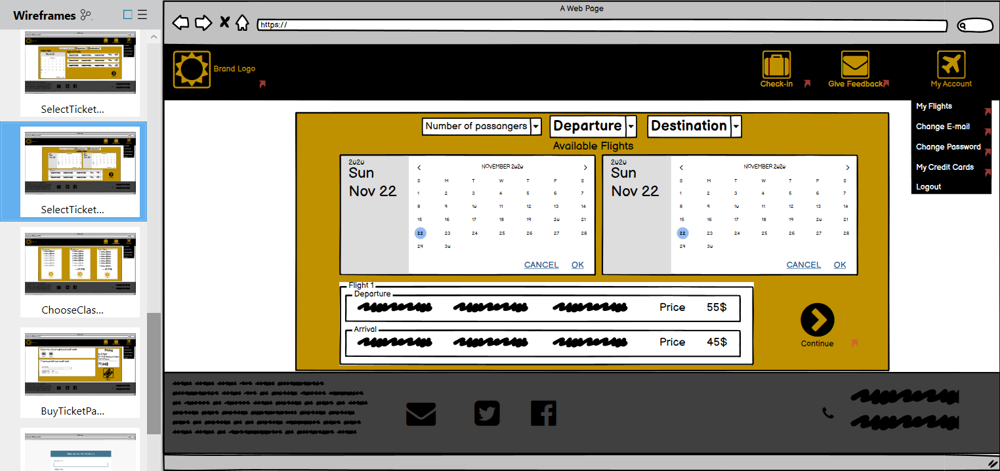 Wireframes
SelectTicket...
SelectTicket...
ChooseClas...
BuyTicketPa...
A Web Page
https://
Brand Logo
Check-in
Give Feedback
My Account
My Flights
Change E-mail
Change Password
My Credit Cards
Logout
Number of passangers
Departure
Destination
Available Flights
2020
Sun
Nov 22
NOVEMBER 2020
S M T W T F S
1 2 3 4 5 6 7
8 9 10 11 12 13 14
15 16 17 18 19 20 21
22 23 24 25 26 27 28
29 30
CANCEL OK
2020
Sun
Nov 22
NOVEMBER 2020
S M T W T F S
1 2 3 4 5 6 7
8 9 10 11 12 13 14
15 16 17 18 19 20 21
22 23 24 25 26 27 28
29 30
CANCEL OK
Flight 1
Departure
Price 55$
Arrival
Price 45$
Continue